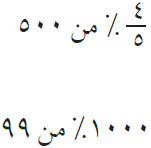 ٤/٥ ٪ من ٥٠٠
١٠٠٠٪ من ٩٩